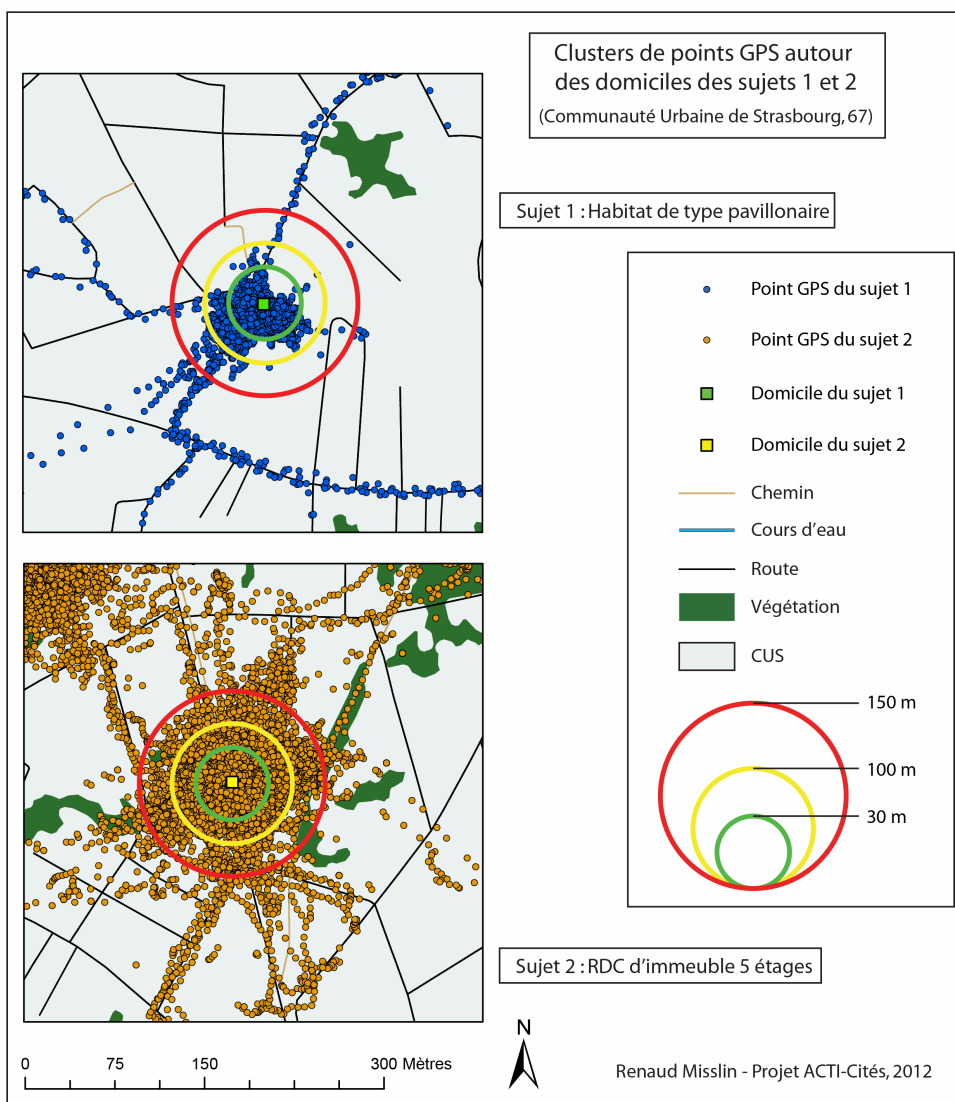 Clusters de points GPS autour
des domiciles des sujets 1 et 2
(Communauté Urbaine de Strasbourg, 67)
Sujet 1 : Habitat de type pavillonaire
Point GPS du sujet 1
Point GPS du sujet 2
Domicile du sujet 1
Domicile du sujet 2
Chemin
Cours d'eau
Route
Végétation
CUS
150 m
100 m
30 m
Sujet 2 : RDC d'immeuble 5 étages
N
0 75 150 300 Mètres
Renaud Misslin - Projet ACTI-Cités, 2012